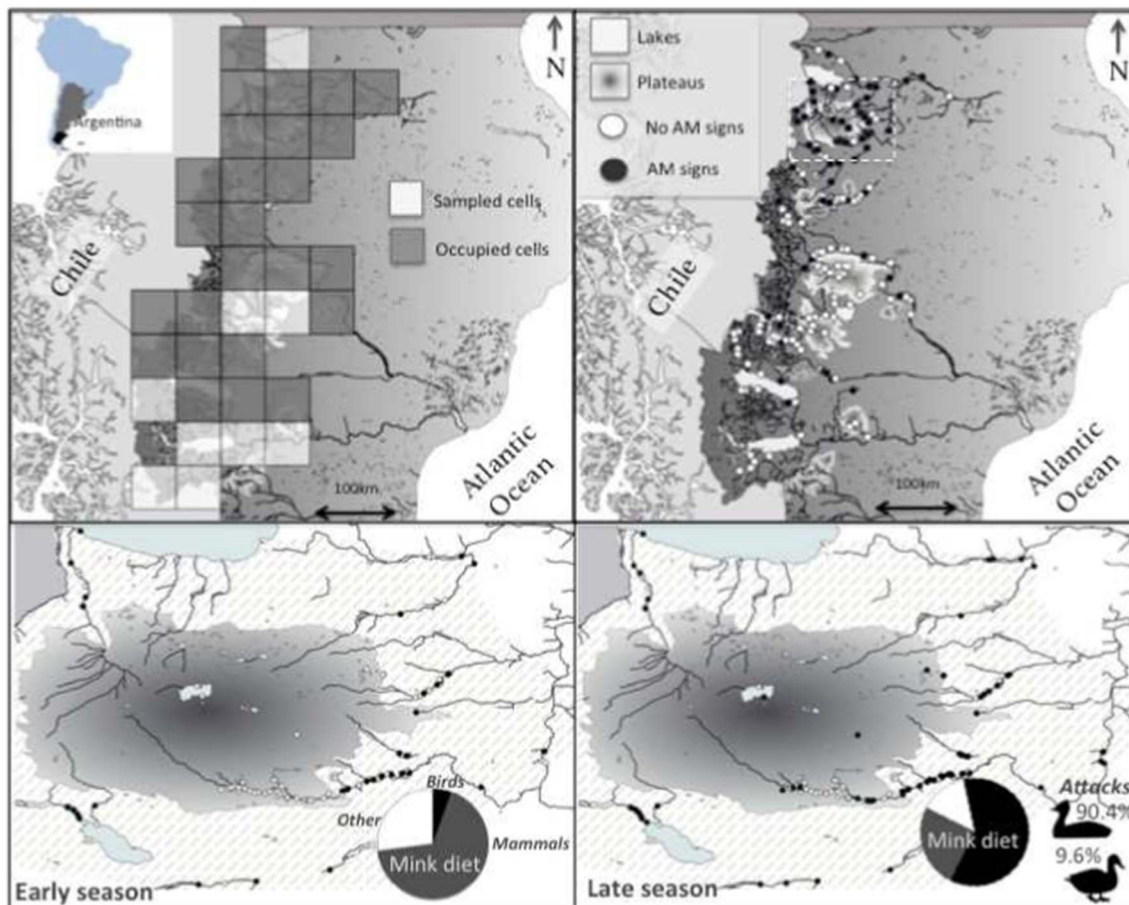 N
Argentina
Sampled cells
Occupied cells
Chile
100km
Atlantic
Ocean
Lakes
Plateaus
No AM signs
AM signs
N
Chile
100km
Atlantic
Ocean
Birds
Other
Mammals
Mink diet
Early season
Attacks
90.4%
Mink diet
9.6%
Late season